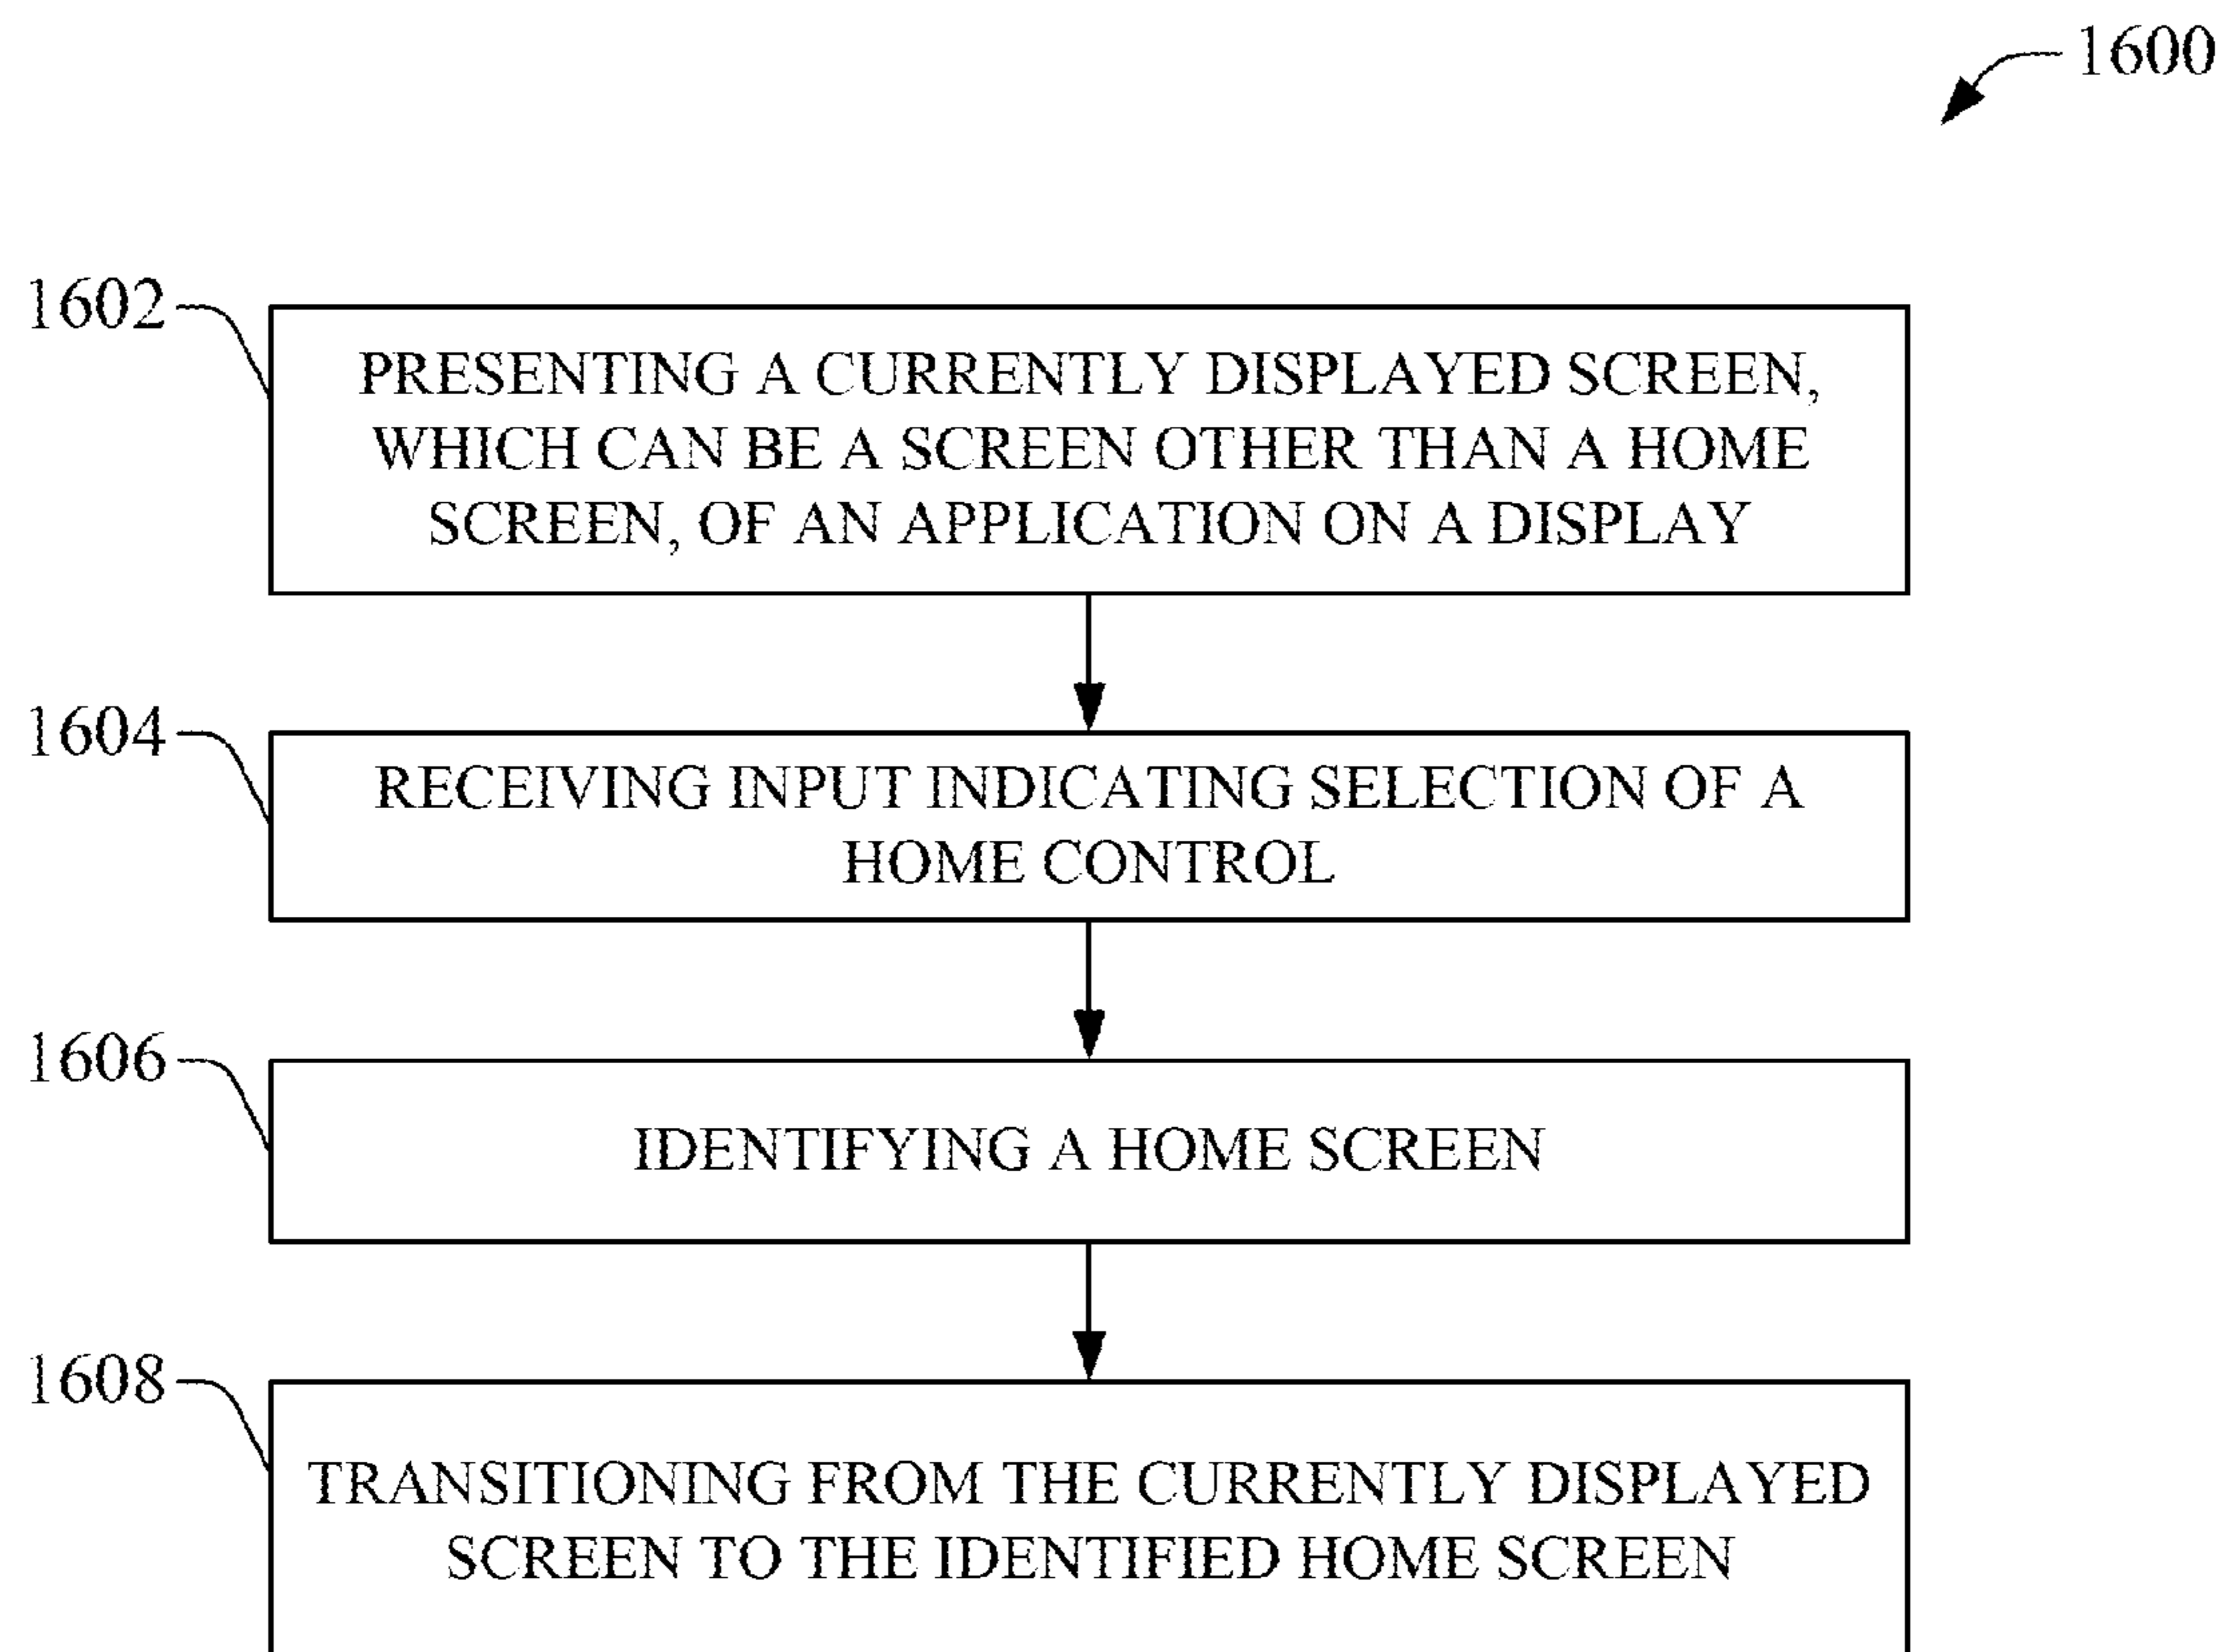 1600
1602
PRESENTING A CURRENTLY DISPLAYED SCREEN,
WHICH CAN BE A SCREEN OTHER THAN A HOME
SCREEN, OF AN APPLICATION ON A DISPLAY
1604
RECEIVING INPUT INDICATING SELECTION OF A
HOME CONTROL
1606
IDENTIFYING A HOME SCREEN
1608
TRANSITIONING FROM THE CURRENTLY DISPLAYED
SCREEN TO THE IDENTIFIED HOME SCREEN